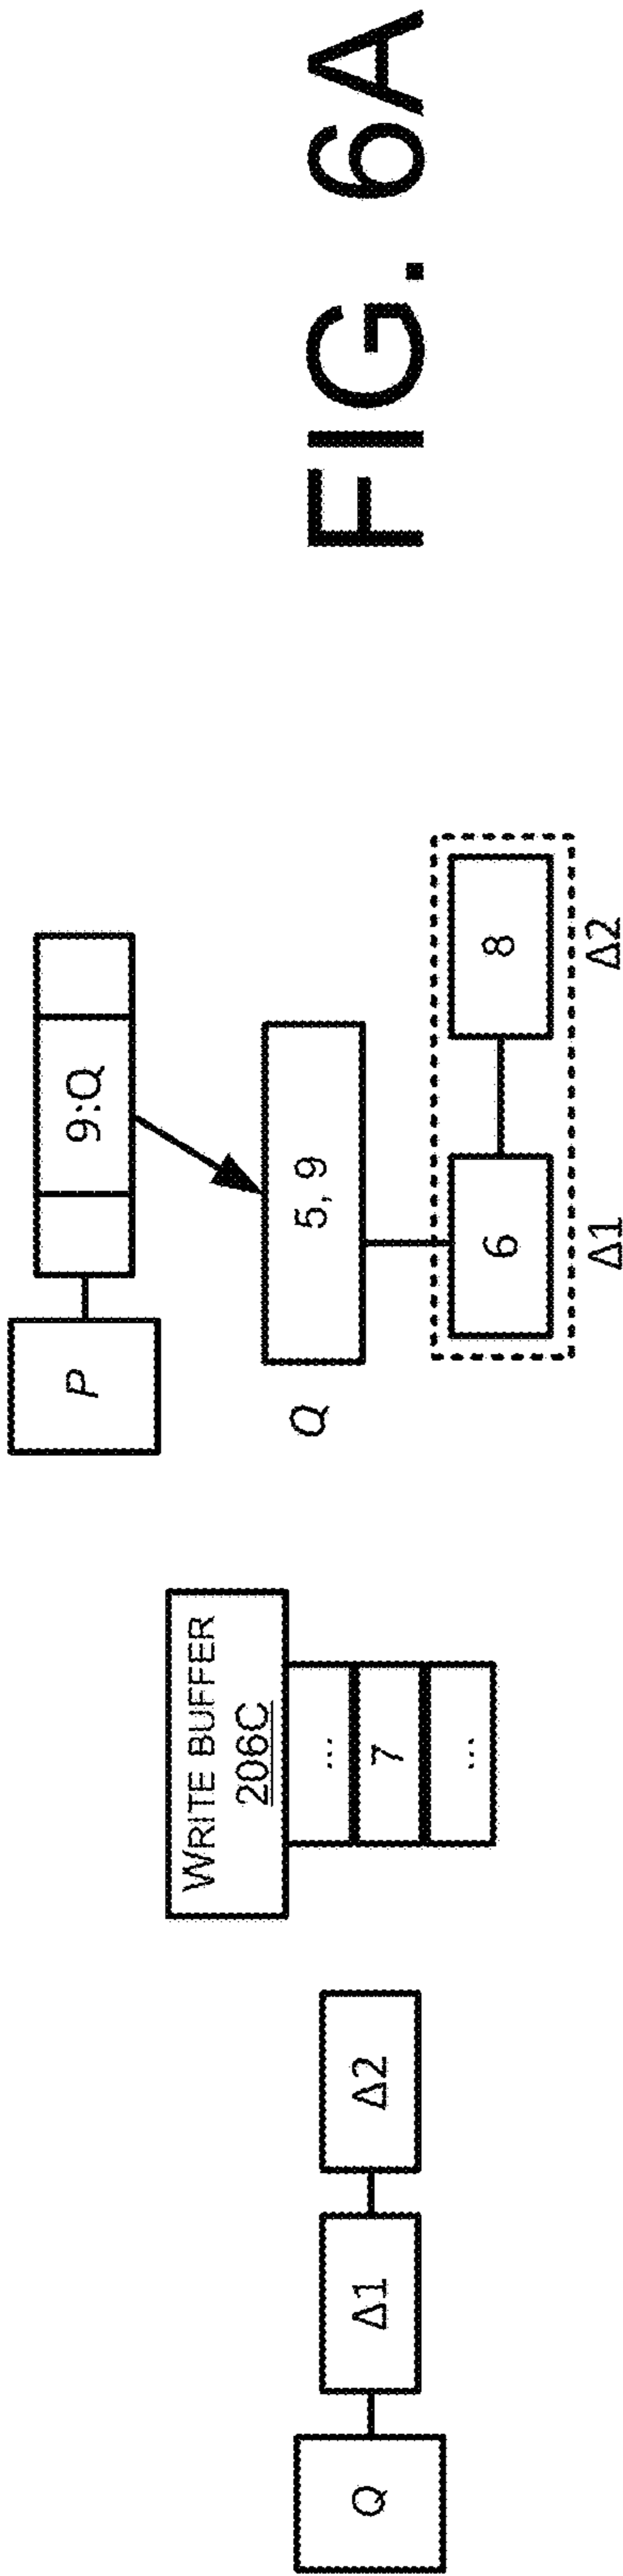 Q
Δ1
Δ2
WRITE BUFFER
206C
...
7
...
P
9:Q
Q
5, 9
6
8
Δ1
Δ2
FIG. 6A